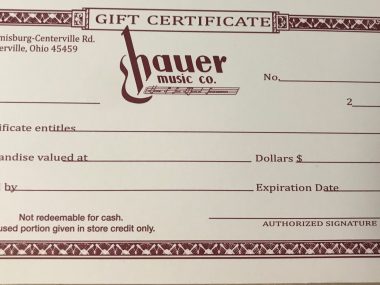 GIFT CERTIFICATE
misburg-Centerville Rd.
erville, Ohio 45459
hauer
music co.
No.
2
ificate entitles
andise valued at
Dollars $
by
Expiration Date
Not redeemable for cash.
used portion given in store credit only.
AUTHORIZED SIGNATURE